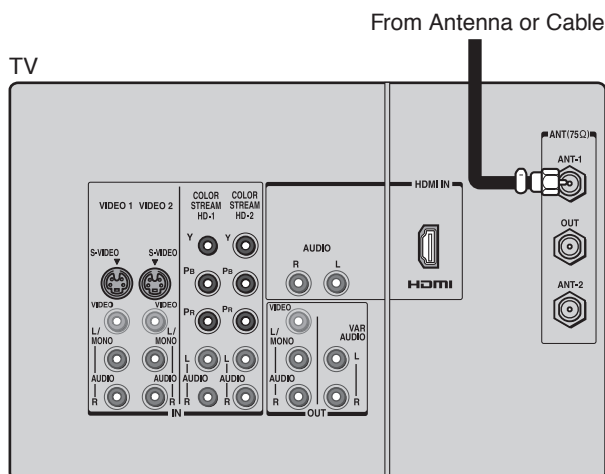 From Antenna or Cable
TV
ANT(75Ω)
ANT-1
OUT
ANT-2
HDMI IN
HDMI
AUDIO
R L
VIDEO 1 VIDEO 2
COLOR STREAM HD-1
COLOR STREAM HD-2
S-VIDEO S-VIDEO
Y Y
PB PB
PR PR
VIDEO VIDEO
L/ MONO L/ MONO
L L
AUDIO AUDIO AUDIO AUDIO
R R R R
IN
VIDEO
L/ MONO
VAR AUDIO
L
AUDIO
R R
OUT